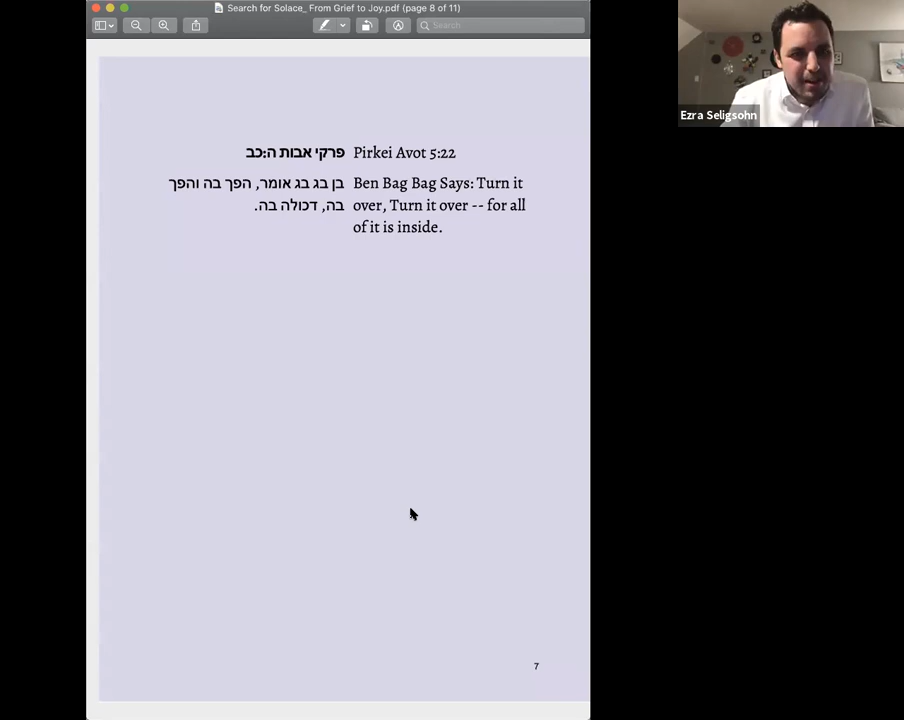 Search for Solace_ From Grief to Joy.pdf (page 8 of 11)
Search
Ezra Seligsohn
פרקי אבות ה:כב
Pirkei Avot 5:22
בן בג בג אומר, הפך בה והפך
בה, דכולה בה.
Ben Bag Bag Says: Turn it
over, Turn it over -- for all
of it is inside.
7